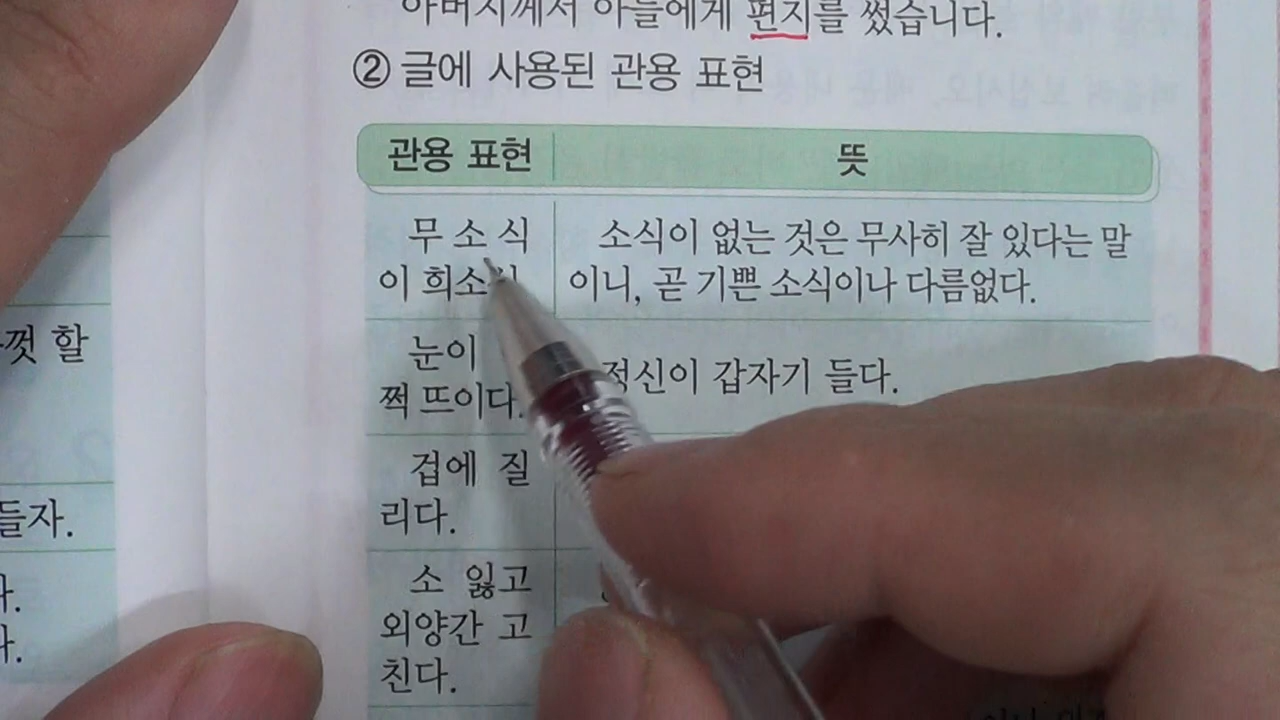 아버지께서 아들에게 편지를 썼습니다.
② 글에 사용된 관용 표현
관용 표현
뜻
무소식
이 희소식
소식이 없는 것은 무사히 잘 있다는 말
이니, 곧 기쁜 소식이나 다름없다.
눈이
쩍 뜨이다.
정신이 갑자기 들다.
겁에 질
리다.
소 잃고
외양간 고
친다.
껏 할
들자.